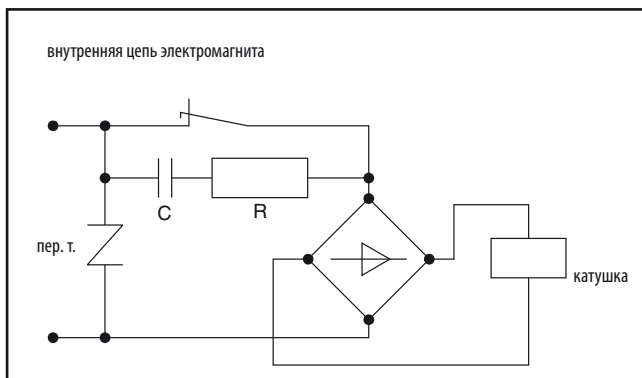 внутренняя цепь электромагнита
C
R
пер. т.
катушка